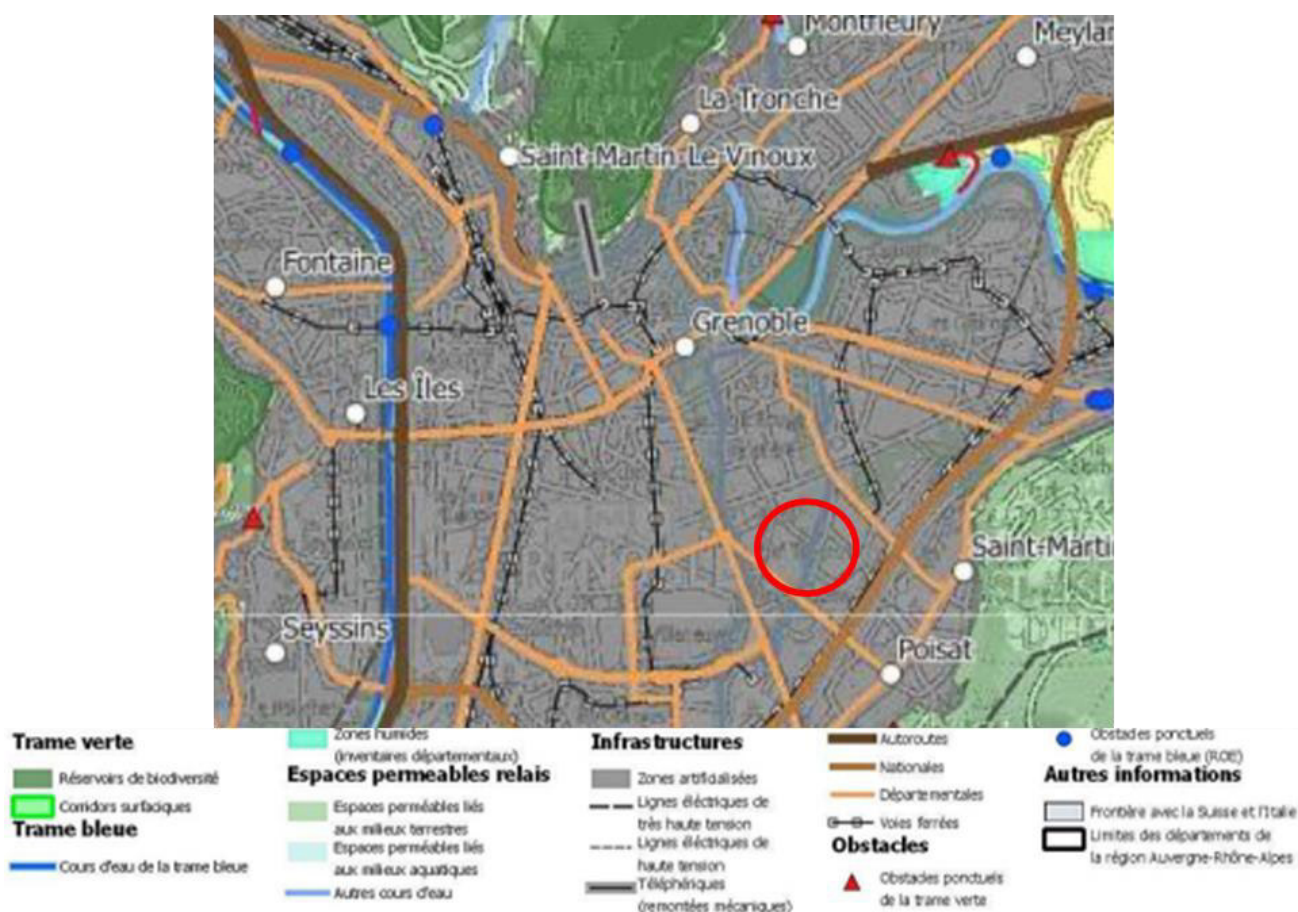 Montfleury
Meylan
La Tronche
Saint-Martin-Le-Vinoux
Fontaine
Grenoble
Les Îles
Saint-Marti
Seyssins
Poisat
Trame verte
Réservoirs de biodiversité
Corridors surfaciques
Trame bleue
Cours d'eau de la trame bleue
Zones humides
(inventaires départementaux)
Espaces permeables relais
Espaces perméables liés
aux milieux terrestres
Espaces perméables liés
aux milieux aquatiques
Autres cours d'eau
Infrastructures
Zones artificialisées
Lignes éléctriques de
très haute tension
Lignes éléctriques de
haute tension
Téléphériques
(remontées mécaniques)
Autoroutes
Nationales
Départementales
Voies ferrées
Obstacles
Obstacles ponctuels
de la trame verte
Obstacles ponctuels
de la trame bleue (ROE)
Autres informations
Frontière avec la Suisse et l'Italie
Limites des départements de
la région Auvergne-Rhône-Alpes